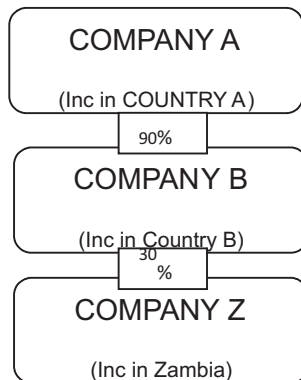 COMPANY A
(Inc in COUNTRY A)
90%
COMPANY B
(Inc in Country B)
30
%
COMPANY Z
(Inc in Zambia)